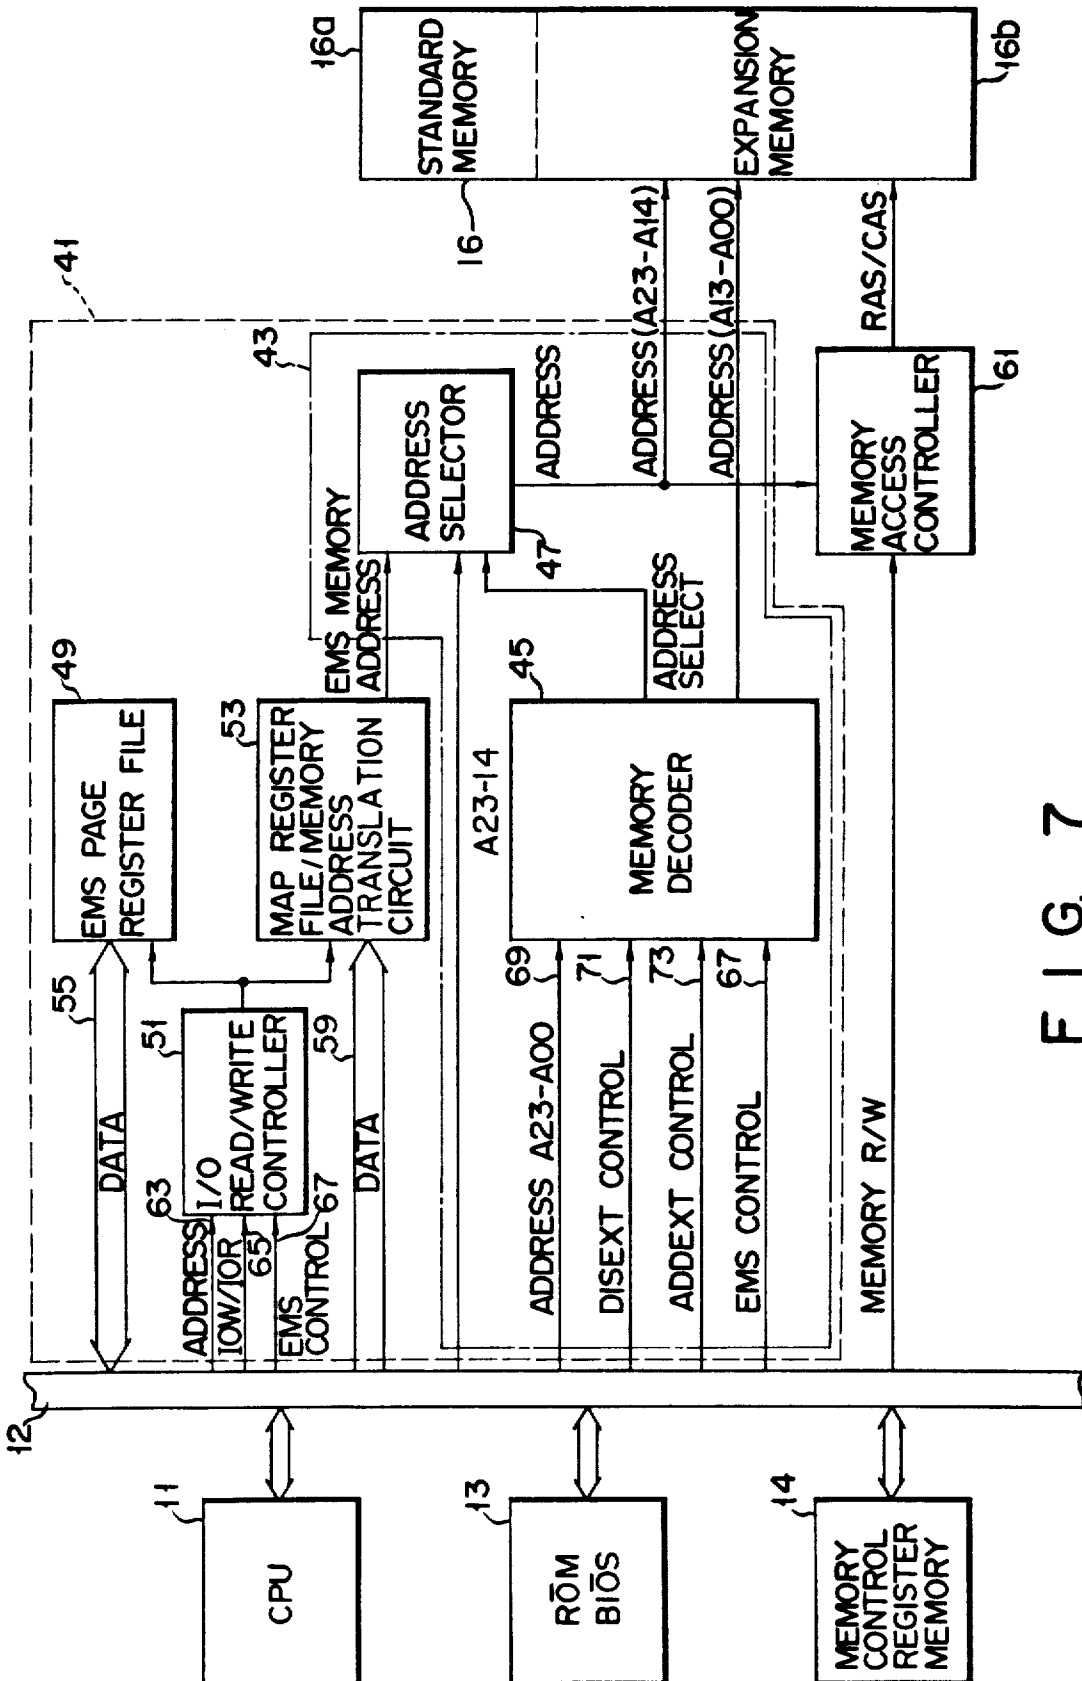 12
11
CPU
13
RŌM
BĪOS
14
MEMORY
CONTROL
REGISTER
MEMORY
41
55
DATA
49
EMS PAGE
REGISTER FILE
51
63
ADDRESS
IOW/IOR
65
EMS
CONTROL
67
I/O
READ/WRITE
CONTROLLER
59
DATA
53
MAP REGISTER
FILE/MEMORY
ADDRESS
TRANSLATION
CIRCUIT
EMS MEMORY
ADDRESS
43
ADDRESS
SELECTOR
47
ADDRESS
A23-14
ADDRESS A23-A00
69
DISEXT CONTROL
71
ADDEXT CONTROL
73
EMS CONTROL
67
45
MEMORY
DECODER
ADDRESS
SELECT
ADDRESS(A23-A14)
ADDRESS(A13-A00)
MEMORY R/W
MEMORY
ACCESS
CONTROLLER
61
RAS/CAS
16
16a
STANDARD
MEMORY
EXPANSION
MEMORY
16b
FIG. 7